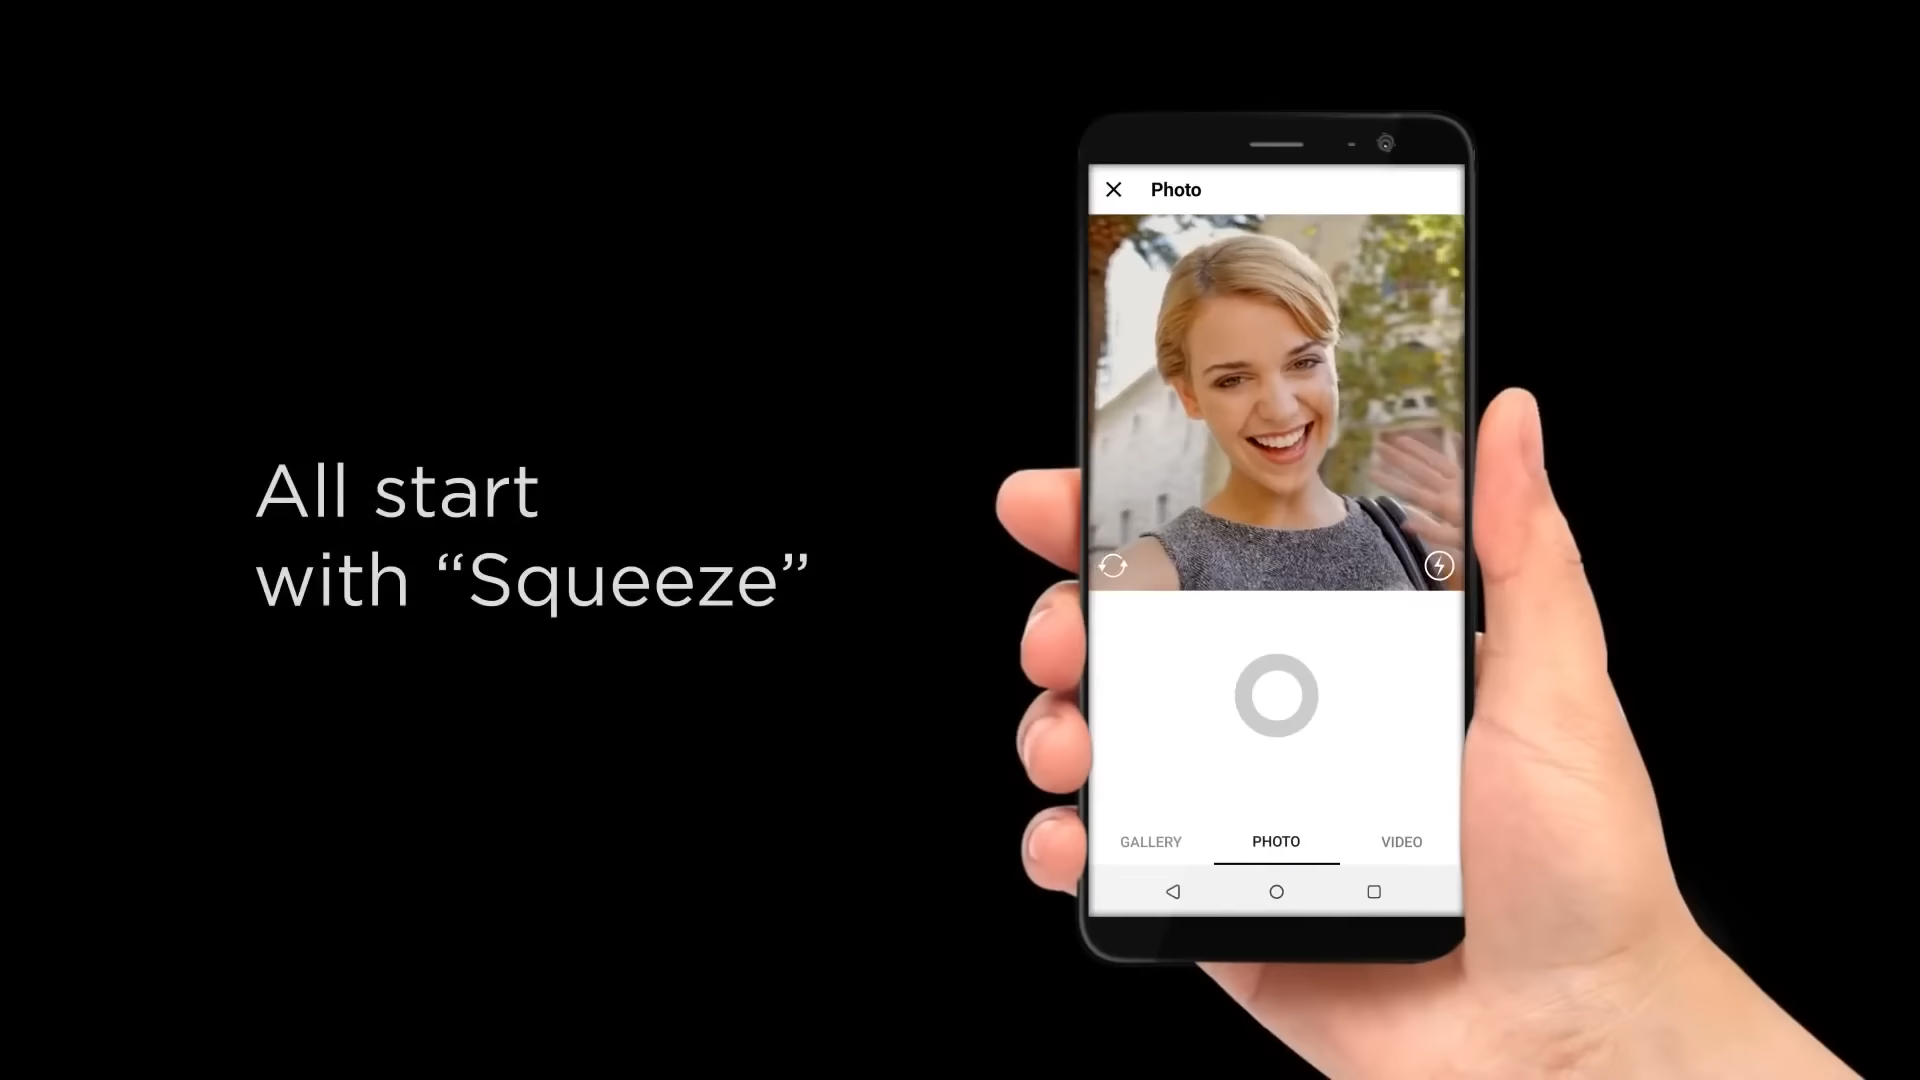 All start
with “Squeeze”
Photo
GALLERY
PHOTO
VIDEO